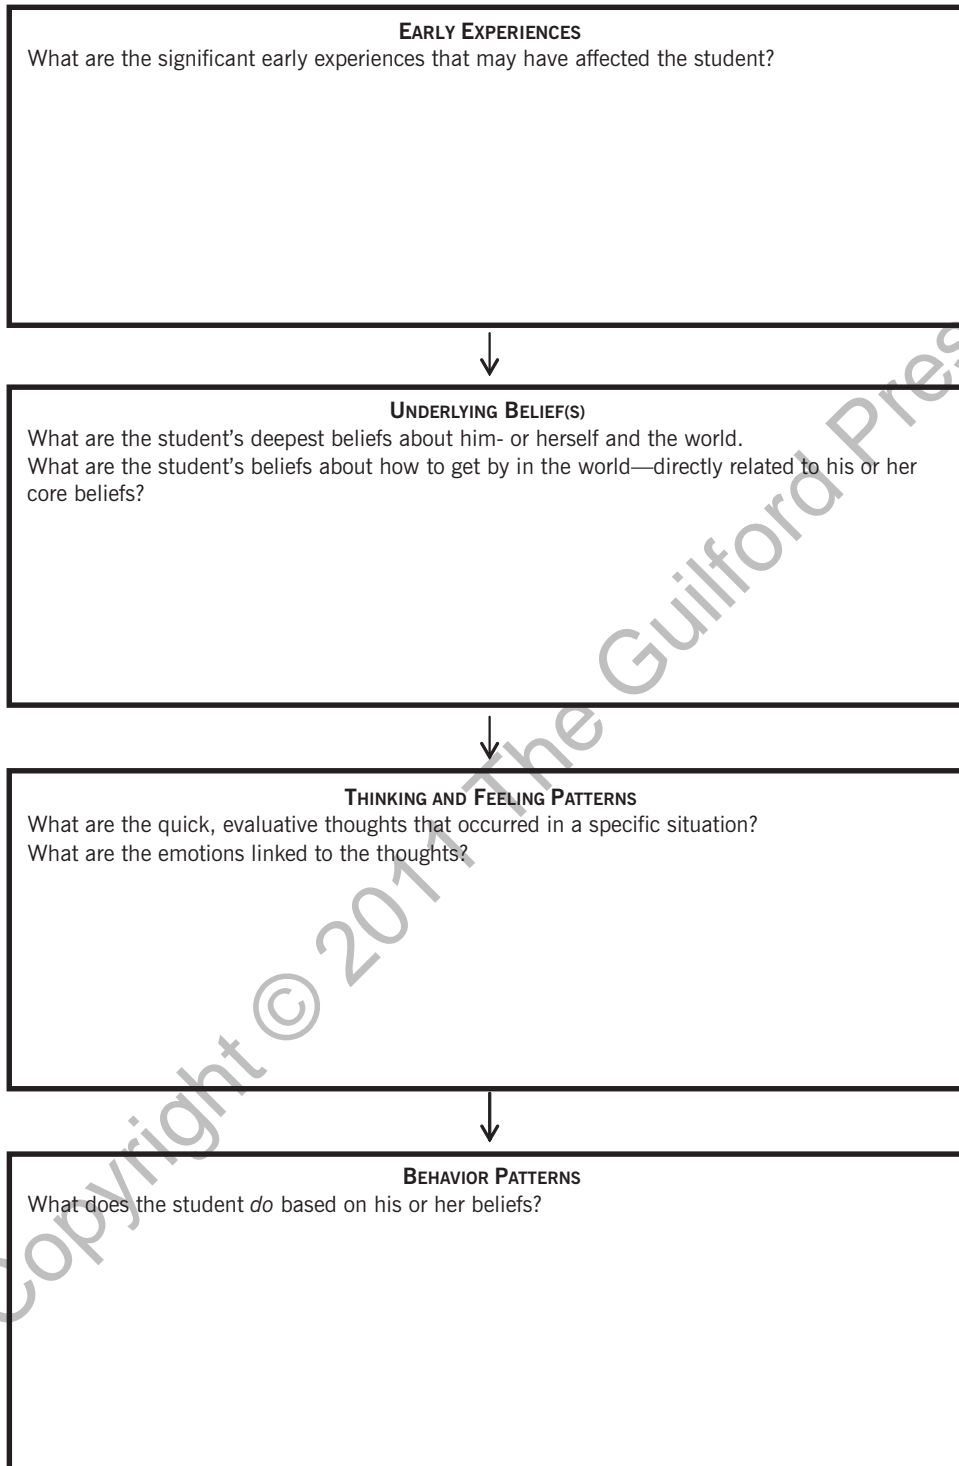 EARLY EXPERIENCES
What are the significant early experiences that may have affected the student?
UNDERLYING BELIEF(S)
What are the student’s deepest beliefs about him- or herself and the world.
What are the student’s beliefs about how to get by in the world—directly related to his or her
core beliefs?
THINKING AND FEELING PATTERNS
What are the quick, evaluative thoughts that occurred in a specific situation?
What are the emotions linked to the thoughts?
BEHAVIOR PATTERNS
What does the student do based on his or her beliefs?
Copyright © 2011 The Guilford Pres